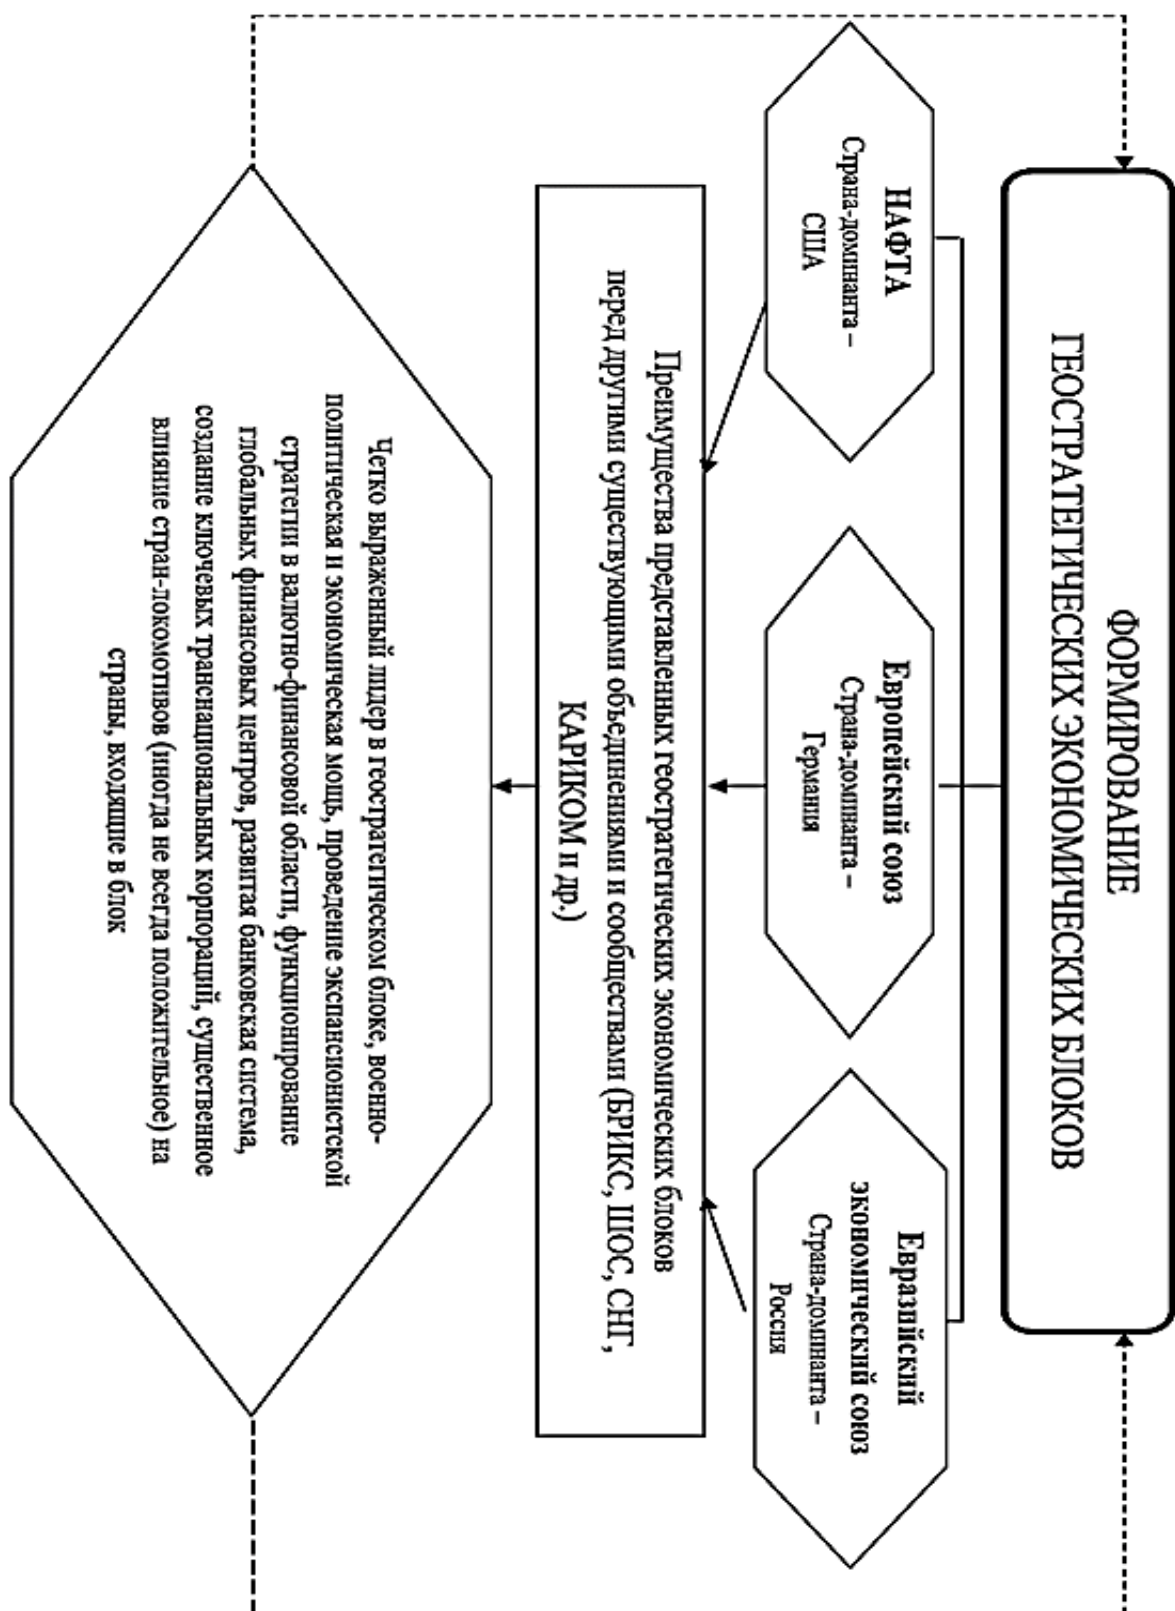 ФОРМИРОВАНИЕ
ГЕОСТРАТЕГИЧЕСКИХ ЭКОНОМИЧЕСКИХ БЛОКОВ
НАФТА
Страна-доминанта –
США
Европейский союз
Страна-доминанта –
Германия
Евразийский
экономический союз
Страна-доминанта –
Россия
Преимущества представленных геостратегических экономических блоков
перед другими существующими объединениями и сообществами (БРИКС, ШОС, СНГ,
КАРИКОМ и др.)
Четко выраженный лидер в геостратегическом блоке, военно-
политическая и экономическая мощь, проведение экспансионистской
стратегии в валютно-финансовой области, функционирование
глобальных финансовых центров, развитая банковская система,
создание ключевых транснациональных корпораций, существенное
влияние стран-локомотивов (иногда не всегда положительное) на
страны, входящие в блок